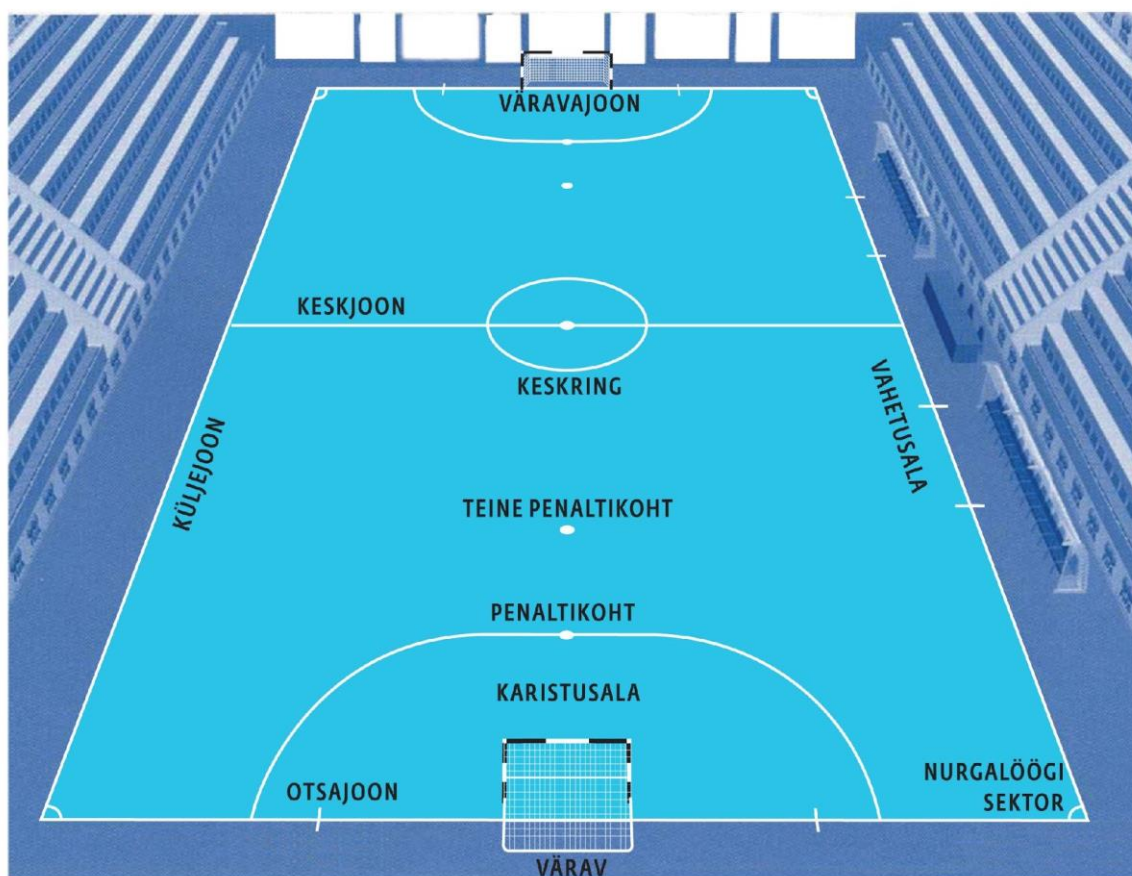 VÄRAVAJOON
KESKJOON
KESKRING
KÜLJEJOON
VAHETUSALA
TEINE PENALTIKOHT
PENALTIKOHT
KARISTUSALA
OTSAJOON
NURGALÖÖGI
SEKTOR
VÄRAV